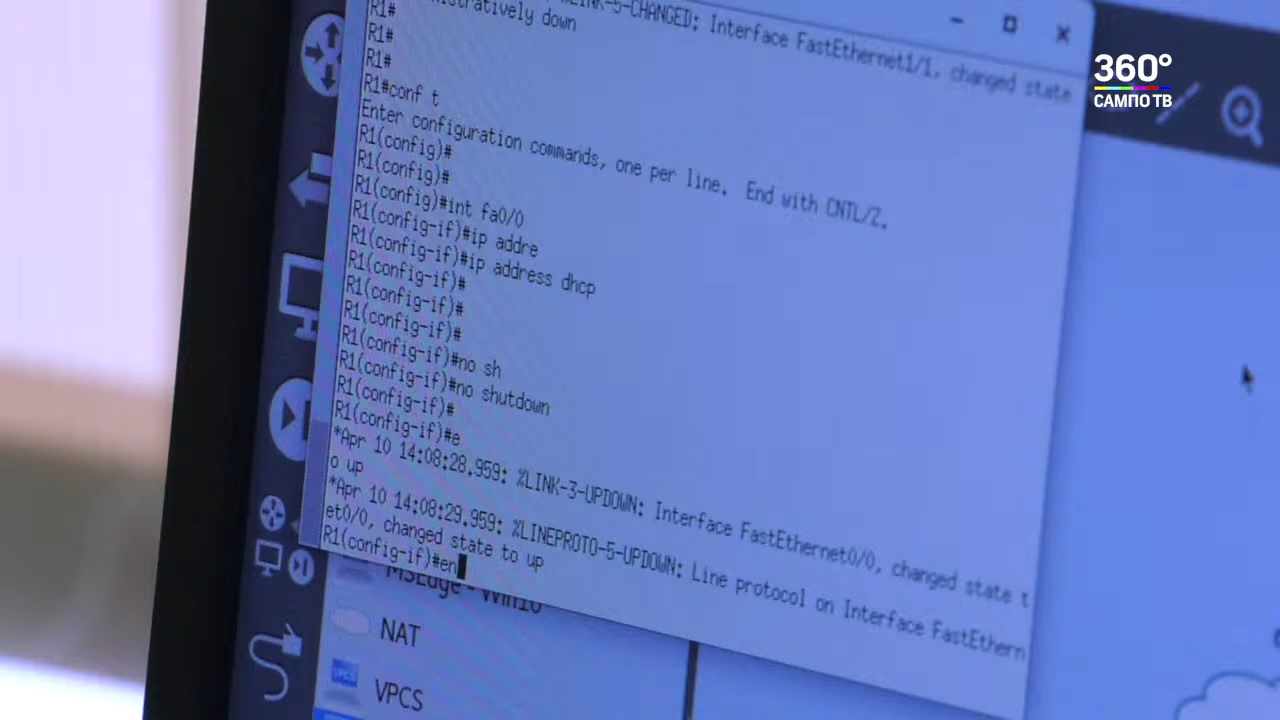 LINK-5-CHANGED: Interface FastEthernet1/1, changed state
istratively down
R1#
R1#
R1#
R1#conf t
Enter configuration commands, one per line. End with CNTL/Z.
R1(config)#
R1(config)#
R1(config)#int fa0/0
R1(config-if)#ip addre
R1(config-if)#ip address dhcp
R1(config-if)#
R1(config-if)#
R1(config-if)#
R1(config-if)#no sh
R1(config-if)#no shutdown
R1(config-if)#
R1(config-if)#e
*Apr 10 14:08:28.959: %LINK-3-UPDOWN: Interface FastEthernet0/0, changed state t
o up
*Apr 10 14:08:29.959: %LINEPROTO-5-UPDOWN: Line protocol on Interface FastEthern
et0/0, changed state to up
R1(config-if)#en
MSEdge - Win10
NAT
VPCS
360°
САМПО ТВ